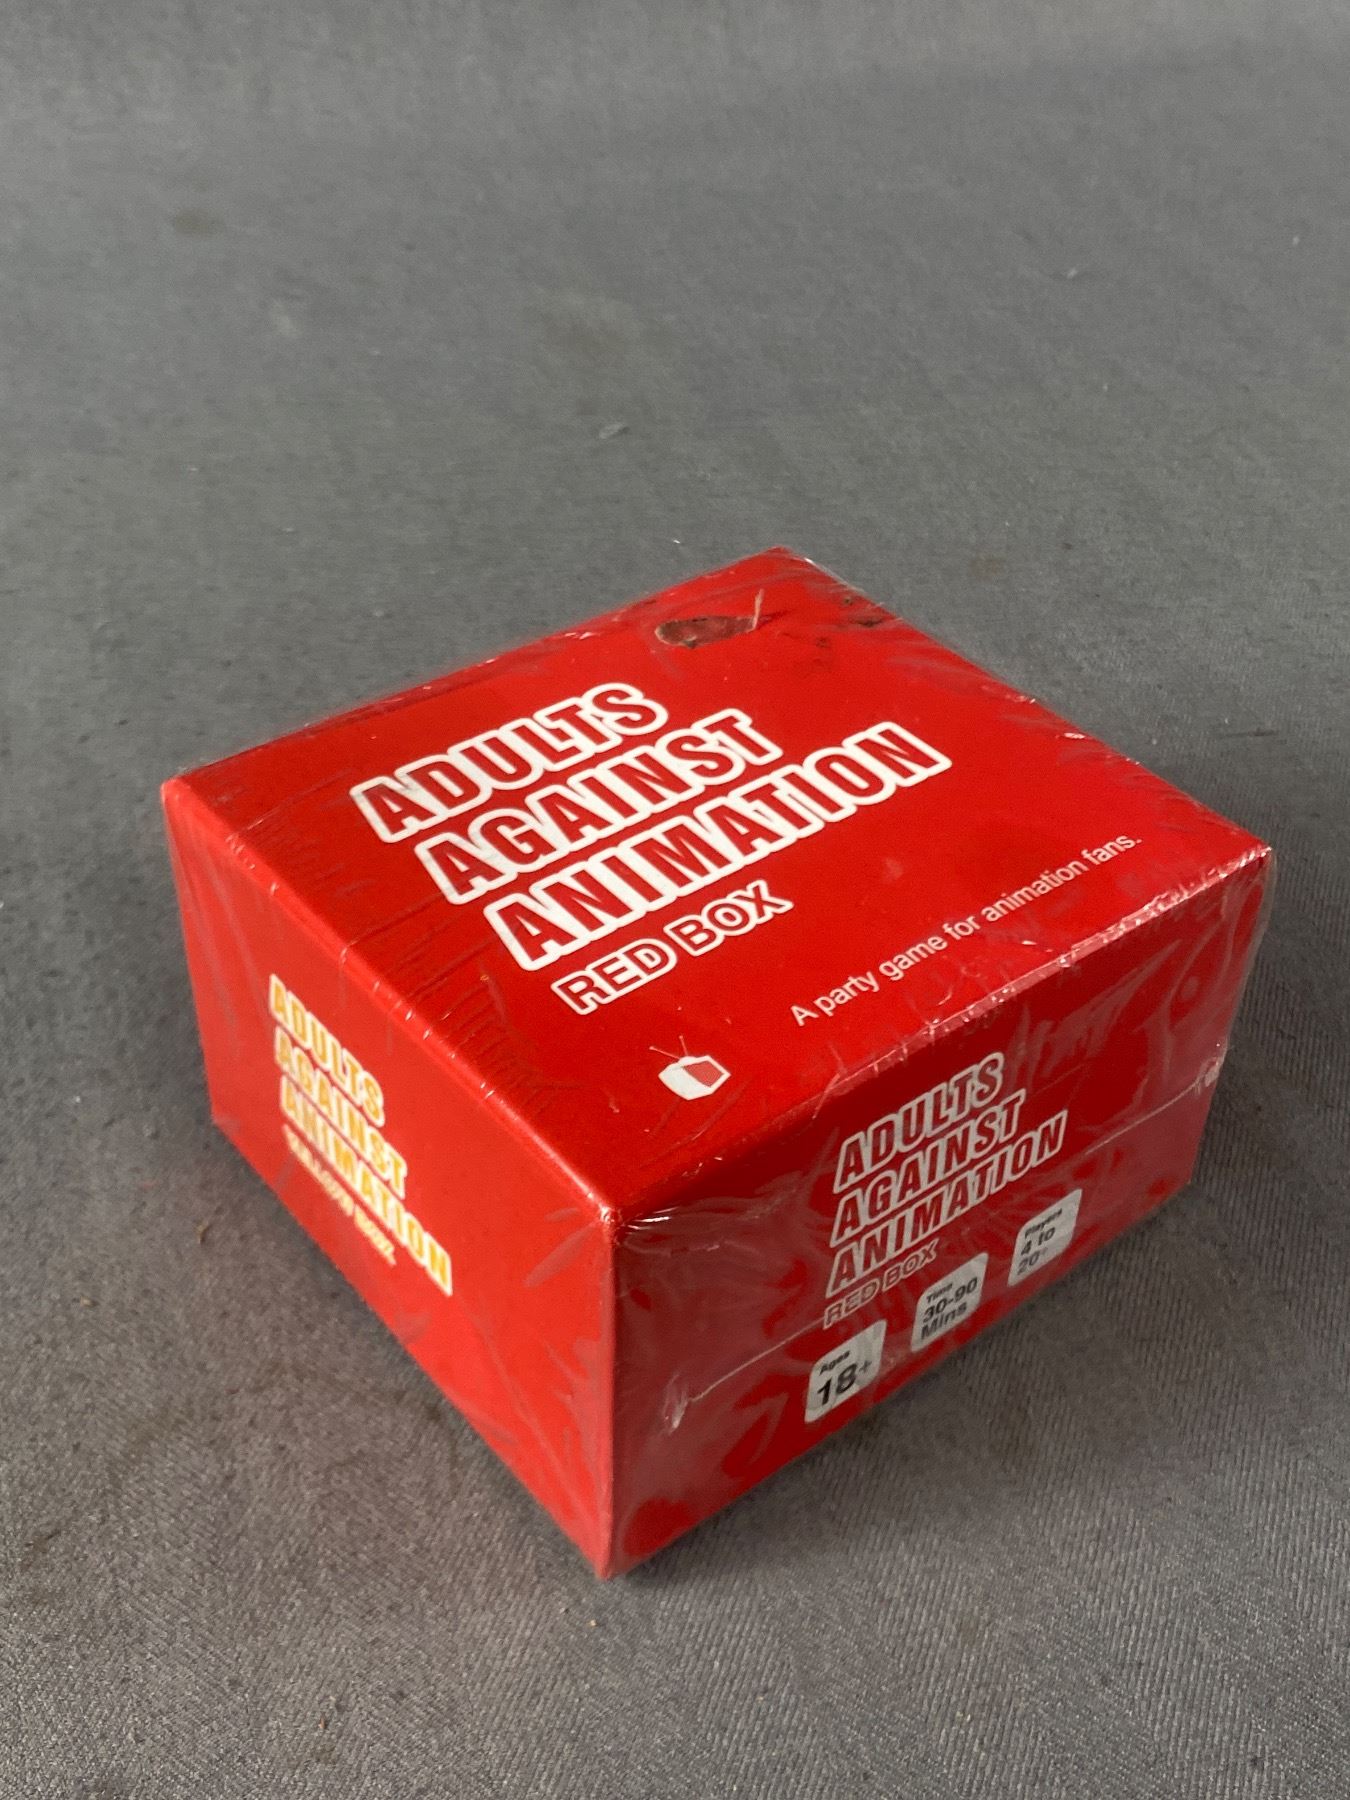 ADULTS
AGAINST
ANIMATION
RED BOX
A party game for animation fans.
ADULTS
AGAINST
ANIMATION
ADULTS
AGAINST
ANIMATION
RED BOX
Ages
18+
Time
30-90
Mins
Players
4 to
20+